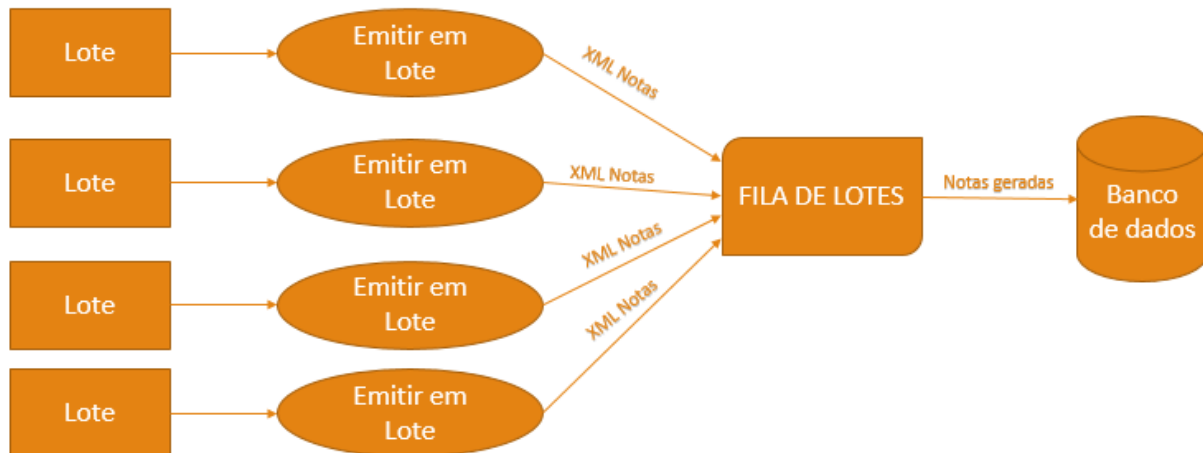 Lote
Emitir em
Lote
XML Notas
Lote
Emitir em
Lote
XML Notas
FILA DE LOTES
Notas geradas
Banco
de dados
Lote
Emitir em
Lote
XML Notas
Lote
Emitir em
Lote
XML Notas